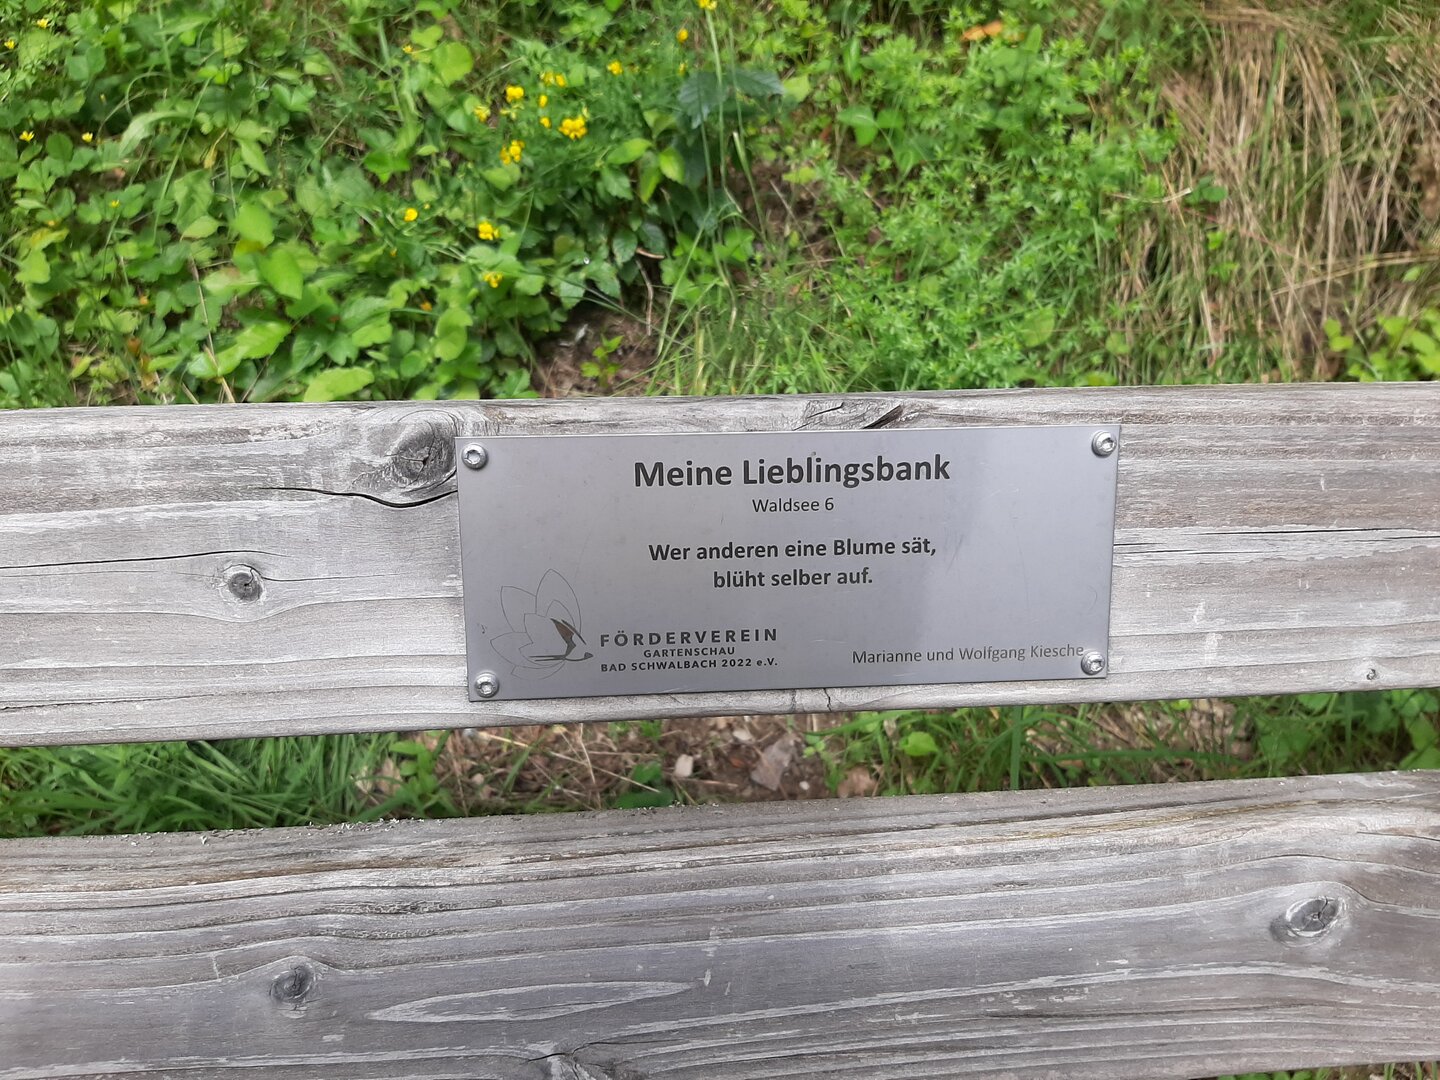 Meine Lieblingsbank
Waldsee 6
Wer anderen eine Blume sät,
blüht selber auf.
FÖRDERVEREIN
GARTENSCHAU
BAD SCHWALBACH 2022 e.V.
Marianne und Wolfgang Kiesche